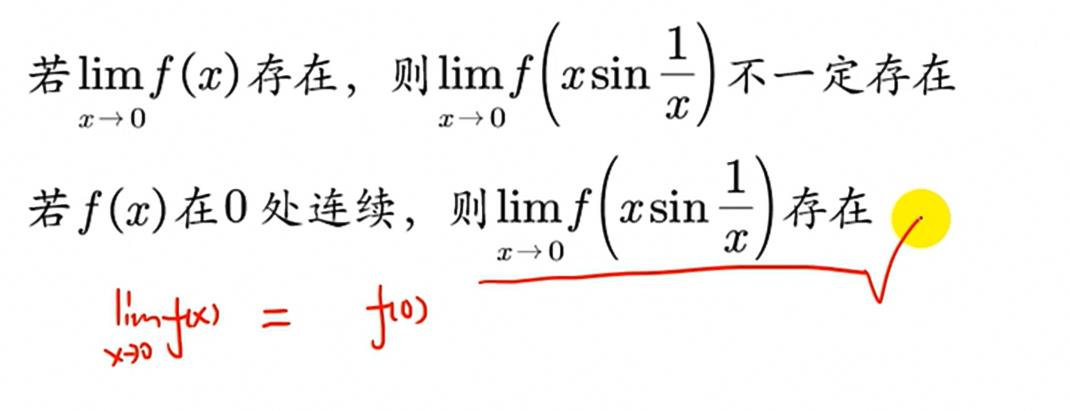 若 lim_{x→0} f(x) 存在，则 lim_{x→0} f(x sin 1/x) 不一定存在
若 f(x) 在 0 处连续，则 lim_{x→0} f(x sin 1/x) 存在
lim_{x→0} f(x) = f(0)